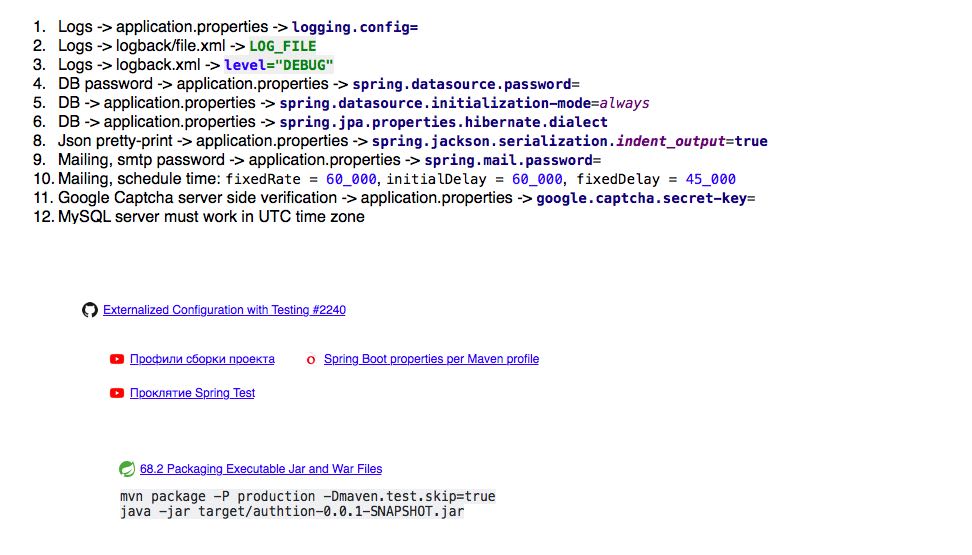 1. Logs -> application.properties -> logging.config=
2. Logs -> logback/file.xml -> LOG_FILE
3. Logs -> logback.xml -> level="DEBUG"
4. DB password -> application.properties -> spring.datasource.password=
5. DB -> application.properties -> spring.datasource.initialization-mode=always
6. DB -> application.properties -> spring.jpa.properties.hibernate.dialect
8. Json pretty-print -> application.properties -> spring.jackson.serialization.indent_output=true
9. Mailing, smtp password -> application.properties -> spring.mail.password=
10. Mailing, schedule time: fixedRate = 60_000, initialDelay = 60_000, fixedDelay = 45_000
11. Google Captcha server side verification -> application.properties -> google.captcha.secret-key=
12. MySQL server must work in UTC time zone
Externalized Configuration with Testing #2240
Профили сборки проекта Spring Boot properties per Maven profile
Проклятие Spring Test
68.2 Packaging Executable Jar and War Files
mvn package -P production -Dmaven.test.skip=true
java -jar target/authtion-0.0.1-SNAPSHOT.jar